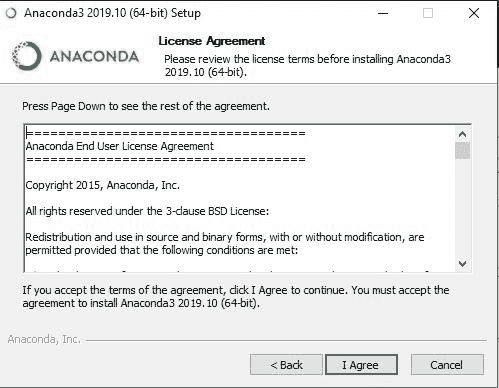 Anaconda3 2019.10 (64-bit) Setup
ANACONDA
License Agreement
Please review the license terms before installing Anaconda3
2019.10 (64-bit).
Press Page Down to see the rest of the agreement.
===================================
Anaconda End User License Agreement
===================================
Copyright 2015, Anaconda, Inc.
All rights reserved under the 3-clause BSD License:
Redistribution and use in source and binary forms, with or without modification, are
permitted provided that the following conditions are met:
If you accept the terms of the agreement, click I Agree to continue. You must accept the
agreement to install Anaconda3 2019.10 (64-bit).
Anaconda, Inc.
< Back
I Agree
Cancel